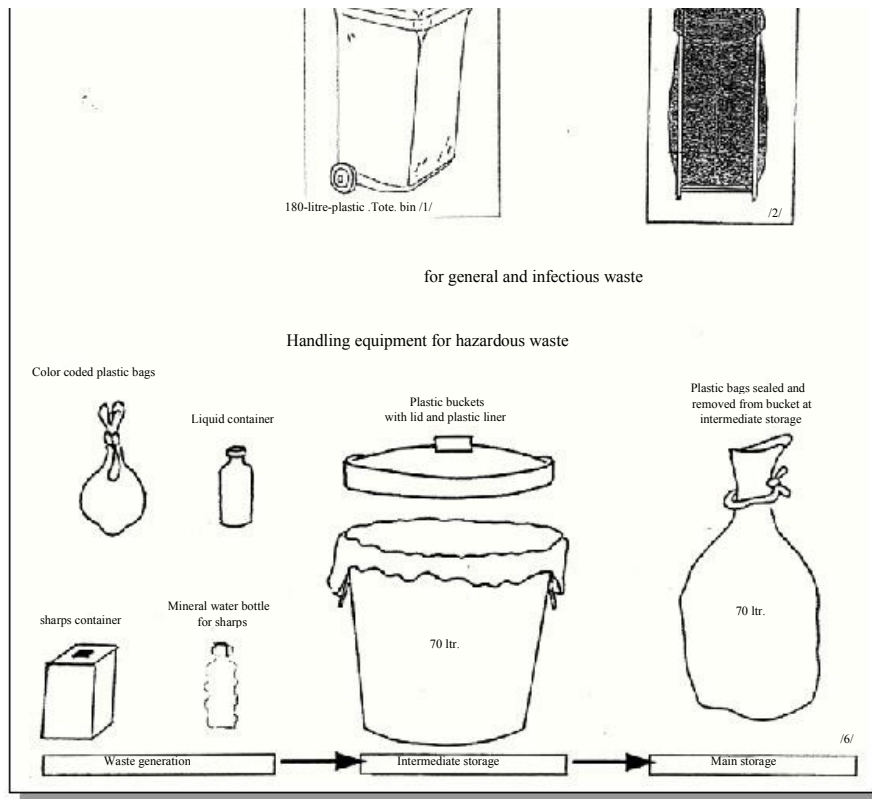 180-litre-plastic .Tote. bin /1/
/2/
for general and infectious waste
Handling equipment for hazardous waste
Color coded plastic bags
Liquid container
Plastic buckets
with lid and plastic liner
Plastic bags sealed and
removed from bucket at
intermediate storage
sharps container
Mineral water bottle
for sharps
70 ltr.
70 ltr.
/6/
Waste generation
Intermediate storage
Main storage